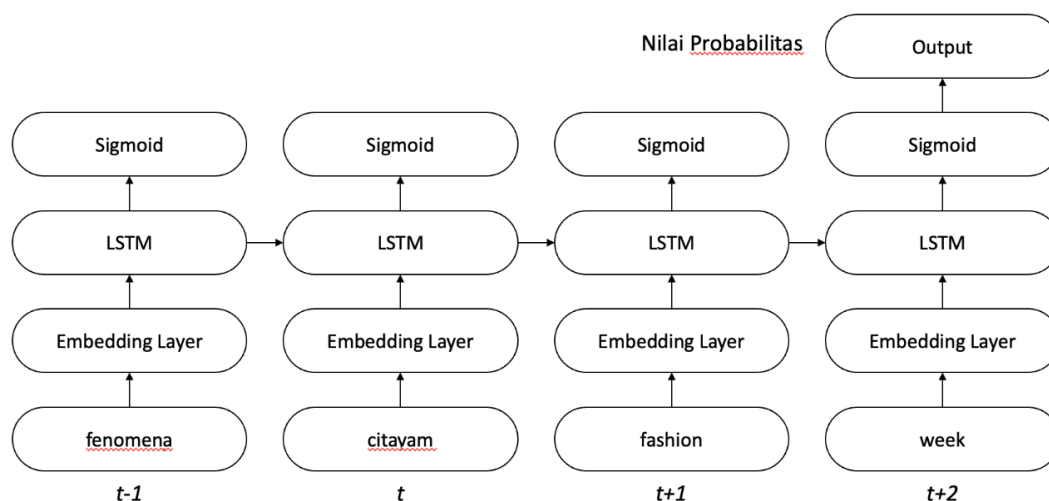 Nilai Probabilitas
Output
Sigmoid Sigmoid Sigmoid Sigmoid
LSTM LSTM LSTM LSTM
Embedding Layer Embedding Layer Embedding Layer Embedding Layer
fenomena citayam fashion week
t-1 t t+1 t+2